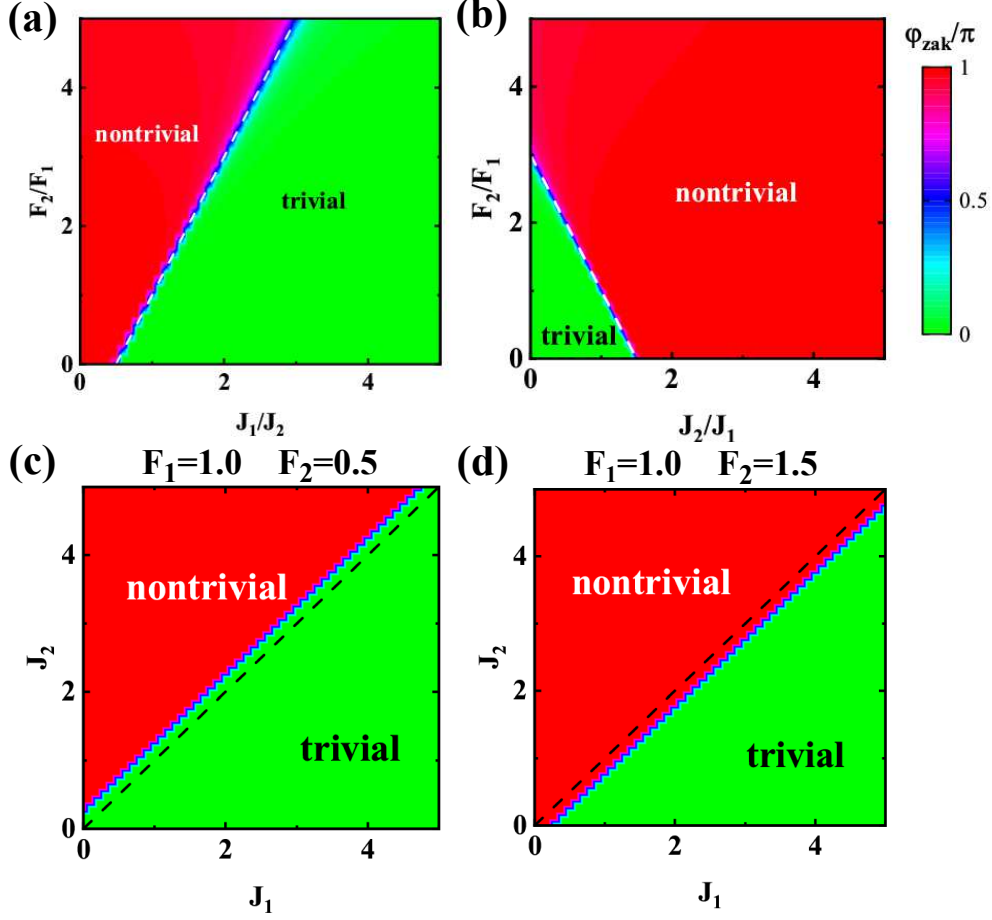 (a)
nontrivial
trivial
F₂/F₁
4
2
0
0
2
4
J₁/J₂
(b)
nontrivial
trivial
F₂/F₁
4
2
0
0
2
4
J₂/J₁
φzak/π
1
0.5
0
(c)
F₁=1.0 F₂=0.5
nontrivial
trivial
J₂
4
2
0
0
2
4
J₁
(d)
F₁=1.0 F₂=1.5
nontrivial
trivial
J₂
4
2
0
0
2
4
J₁